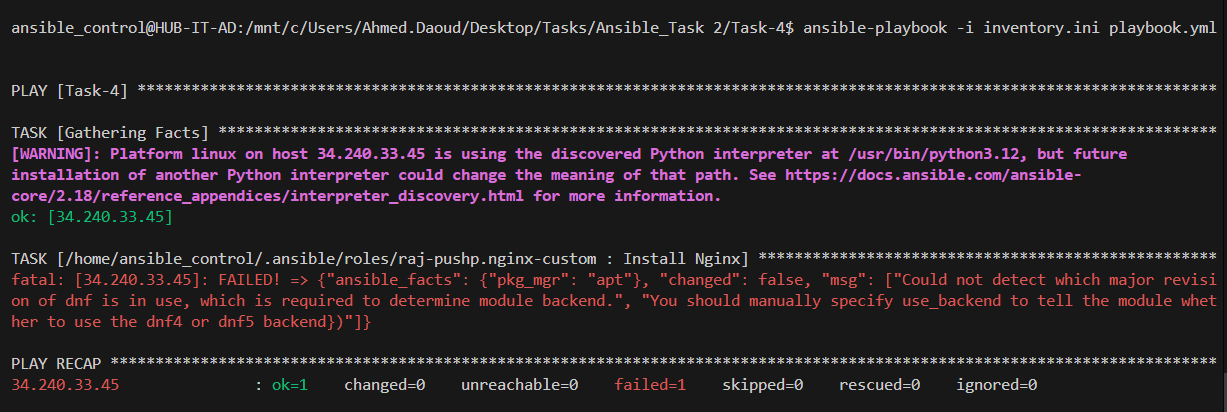 ansible_control@HUB-IT-AD:/mnt/c/Users/Ahmed.Daoud/Desktop/Tasks/Ansible_Task 2/Task-4$ ansible-playbook -i inventory.ini playbook.yml
PLAY [Task-4] ************************************************************************************************************************
TASK [Gathering Facts] ***************************************************************************************************************
[WARNING]: Platform linux on host 34.240.33.45 is using the discovered Python interpreter at /usr/bin/python3.12, but future
installation of another Python interpreter could change the meaning of that path. See https://docs.ansible.com/ansible-
core/2.18/reference_appendices/interpreter_discovery.html for more information.
ok: [34.240.33.45]
TASK [/home/ansible_control/.ansible/roles/raj-pushp.nginx-custom : Install Nginx] ***************************************************
fatal: [34.240.33.45]: FAILED! => {"ansible_facts": {"pkg_mgr": "apt"}, "changed": false, "msg": ["Could not detect which major revisi
on of dnf is in use, which is required to determine module backend.", "You should manually specify use_backend to tell the module whet
her to use the dnf4 or dnf5 backend})"]}
PLAY RECAP ***************************************************************************************************************************
34.240.33.45               : ok=1    changed=0    unreachable=0    failed=1    skipped=0    rescued=0    ignored=0